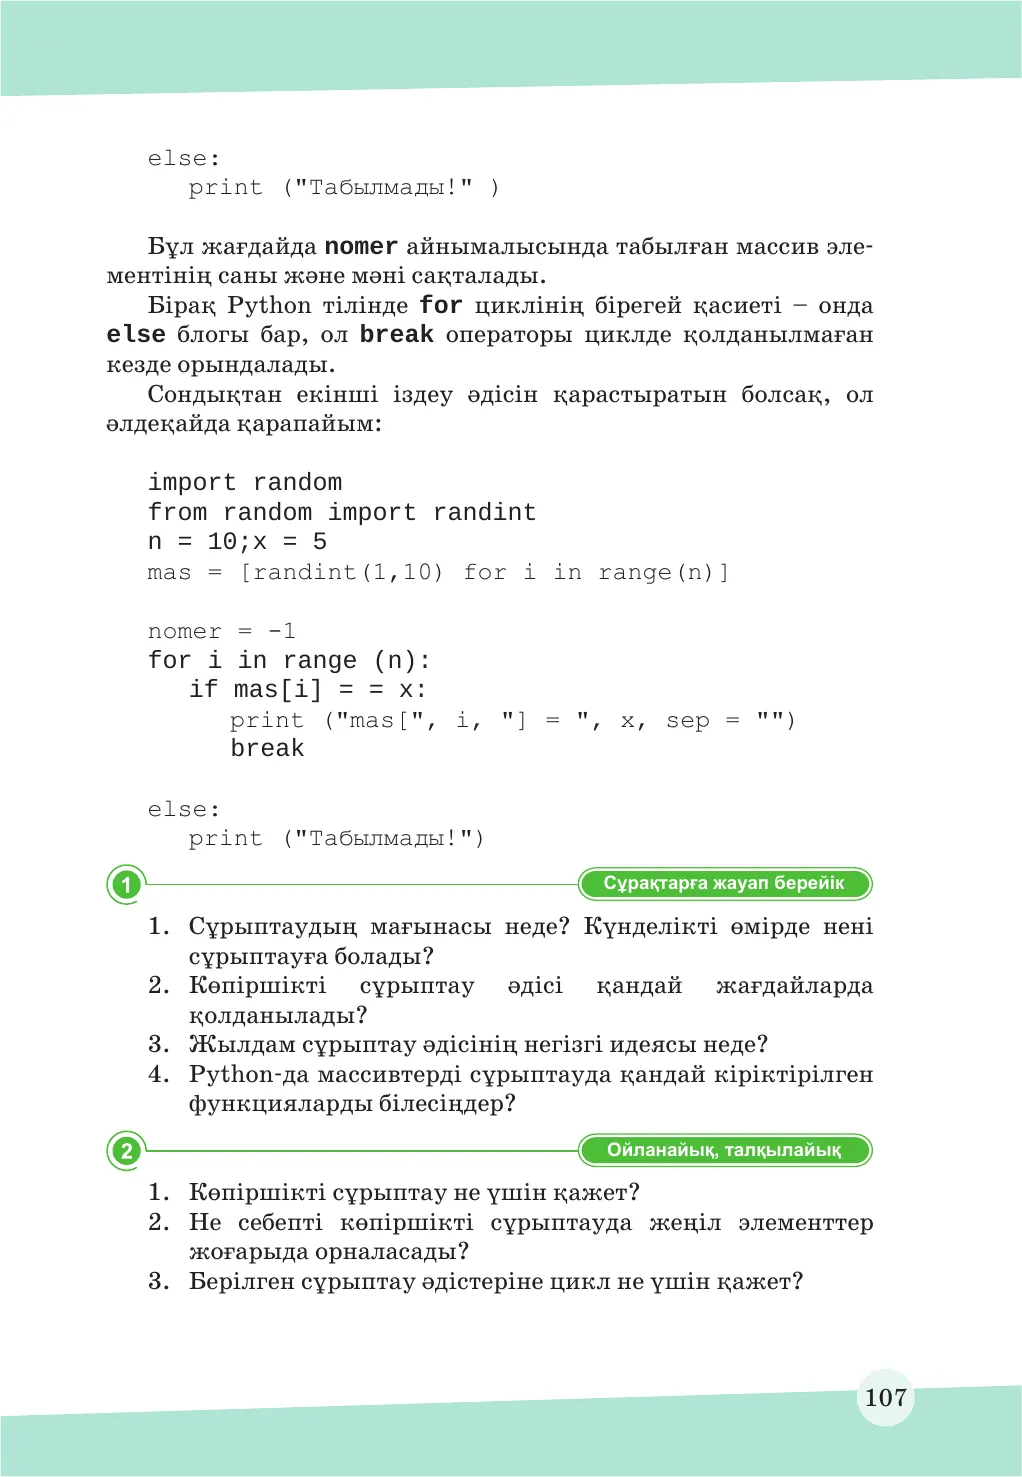 else:
print ("Табылмады!" )
Бұл жағдайда nomer айнымалысында табылған массив эле-
ментінің саны және мәні сақталады.
Бірақ Python тілінде for циклінің бірегей қасиеті – онда
else блогы бар, ол break операторы циклде қолданылмаған
кезде орындалады.
Сондықтан екінші іздеу әдісін қарастыратын болсақ, ол
әлдеқайда қарапайым:
import random
from random import randint
n = 10;x = 5
mas = [randint(1,10) for i in range(n)]
nomer = -1
for i in range (n):
if mas[i] = = x:
print ("mas[", i, "] = ", x, sep = "")
break
else:
print ("Табылмады!")
1 Сұрақтарға жауап берейік
1. Сұрыптаудың мағынасы неде? Күнделікті өмірде нені
сұрыптауға болады?
2. Көпіршікті сұрыптау әдісі қандай жағдайларда
қолданылады?
3. Жылдам сұрыптау әдісінің негізгі идеясы неде?
4. Python-да массивтерді сұрыптауда қандай кіріктірілген
функцияларды білесіңдер?
2 Ойланайық, талқылайық
1. Көпіршікті сұрыптау не үшін қажет?
2. Не себепті көпіршікті сұрыптауда жеңіл элементтер
жоғарыда орналасады?
3. Берілген сұрыптау әдістеріне цикл не үшін қажет?
107